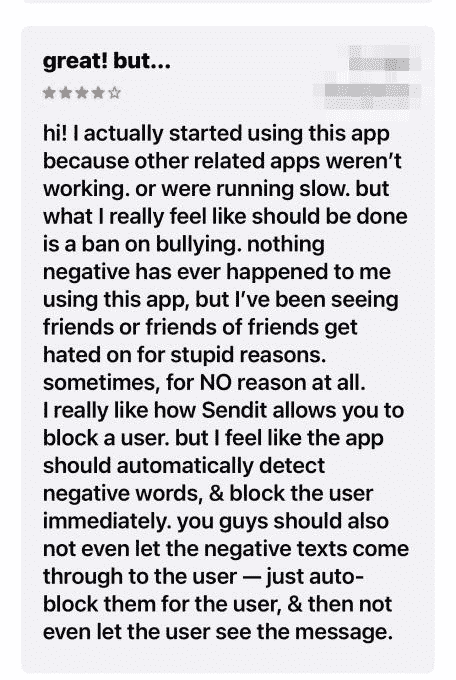 great! but...
hi! I actually started using this app
because other related apps weren't
working. or were running slow. but
what I really feel like should be done
is a ban on bullying. nothing
negative has ever happened to me
using this app, but I've been seeing
friends or friends of friends get
hated on for stupid reasons.
sometimes, for NO reason at all.
I really like how Sendit allows you to
block a user. but I feel like the app
should automatically detect
negative words, & block the user
immediately. you guys should also
not even let the negative texts come
through to the user — just auto-
block them for the user, & then not
even let the user see the message.